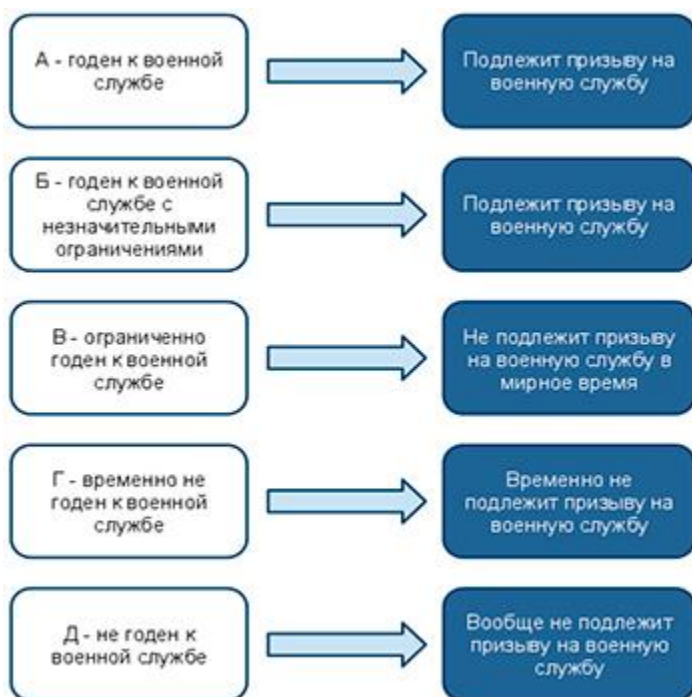 А - годен к военной
службе
Подлежит призыву на
военную службу
Б - годен к военной
службе с
незначительными
ограничениями
Подлежит призыву на
военную службу
В - ограниченно
годен к военной
службе
Не подлежит призыву
на военную службу в
мирное время
Г - временно не
годен к военной
службе
Временно не
подлежит призыву на
военную службу
Д - не годен к
военной службе
Вообще не подлежит
призыву на военную
службу